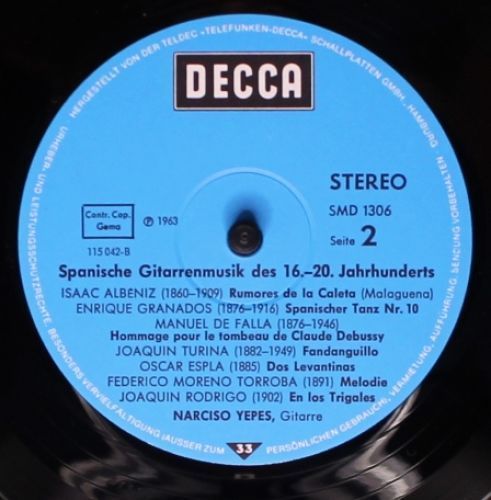 DECCA
HERGESTELLT VON DER TELDEC »TELEFUNKEN-DECCA« SCHALLPLATTEN GMBH · HAMBURG
URHEBER- UND LEISTUNGSSCHUTZRECHTE, BESONDERS VERVIELFÄLTIGUNG (AUSSER ZUM PERSÖNLICHEN GEBRAUCH), VERMIETUNG, AUFFÜHRUNG, SENDUNG VORBEHALTEN
STEREO
Contr. Cop.
Gema
℗ 1963
SMD 1306
Seite 2
115 042-B
Spanische Gitarrenmusik des 16.–20. Jahrhunderts
ISAAC ALBÉNIZ (1860–1909) Rumores de la Caleta (Malaguena)
ENRIQUE GRANADOS (1876–1916) Spanischer Tanz Nr. 10
MANUEL DE FALLA (1876–1946)
Hommage pour le tombeau de Claude Debussy
JOAQUIN TURINA (1882–1949) Fandanguillo
OSCAR ESPLA (1885) Dos Levantinas
FEDERICO MORENO TORROBA (1891) Melodie
JOAQUIN RODRIGO (1902) En los Trigales
NARCISO YEPES, Gitarre
33